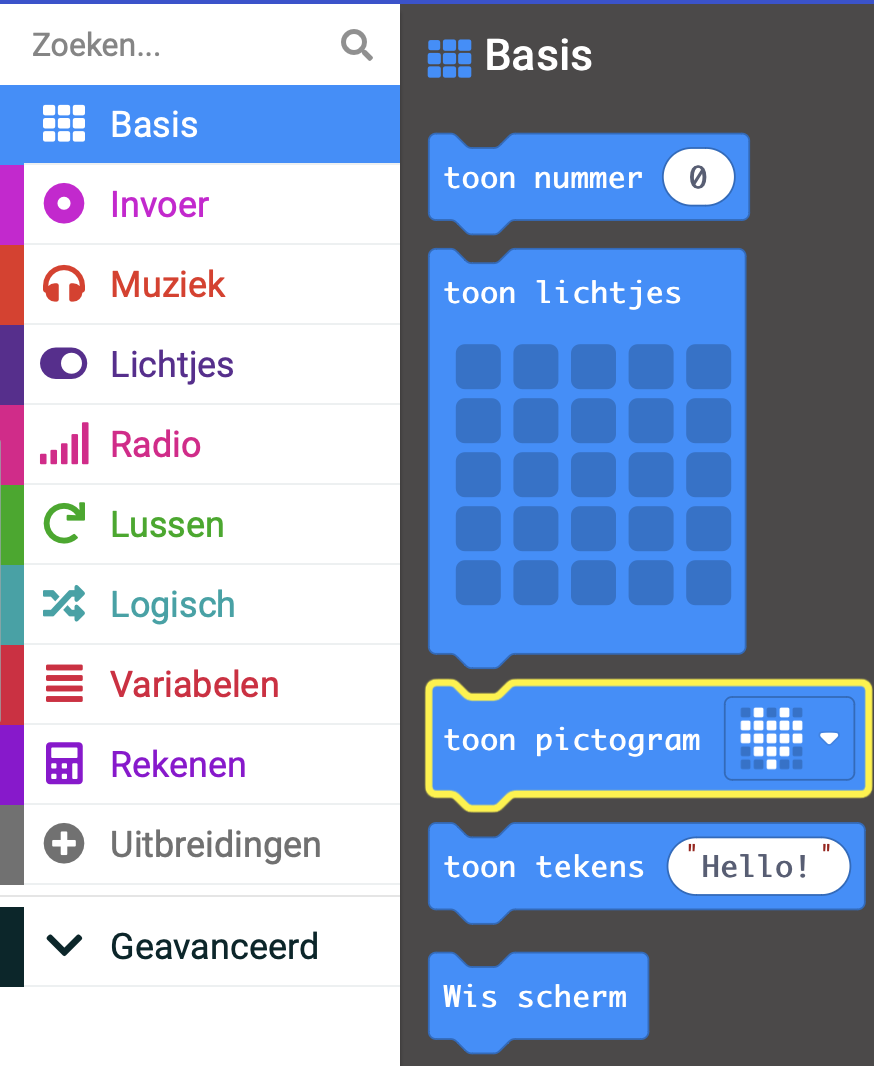 Zoeken...
Basis
Invoer
Muziek
Lichtjes
Radio
Lussen
Logisch
Variabelen
Rekenen
Uitbreidingen
Geavanceerd
Basis
toon nummer 0
toon lichtjes
toon pictogram
toon tekens "Hello!"
Wis scherm